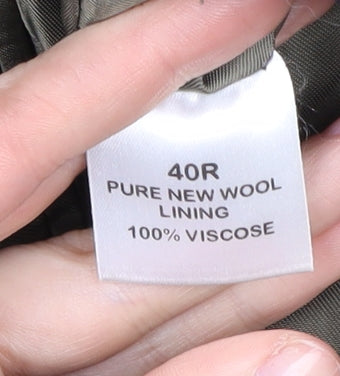 40R
PURE NEW WOOL
LINING
100% VISCOSE